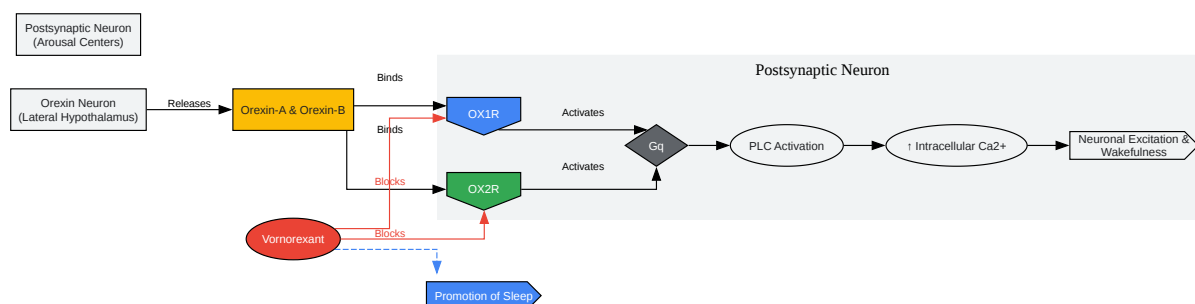 Postsynaptic Neuron
(Arousal Centers)
Postsynaptic Neuron
Orexin Neuron
(Lateral Hypothalamus)
Releases
Orexin-A & Orexin-B
Binds
Binds
OX1R
Activates
Gq
PLC Activation
↑ Intracellular Ca2+
Neuronal Excitation &
Wakefulness
Activates
Blocks
OX2R
Vornorexant
Blocks
Promotion of Sleep